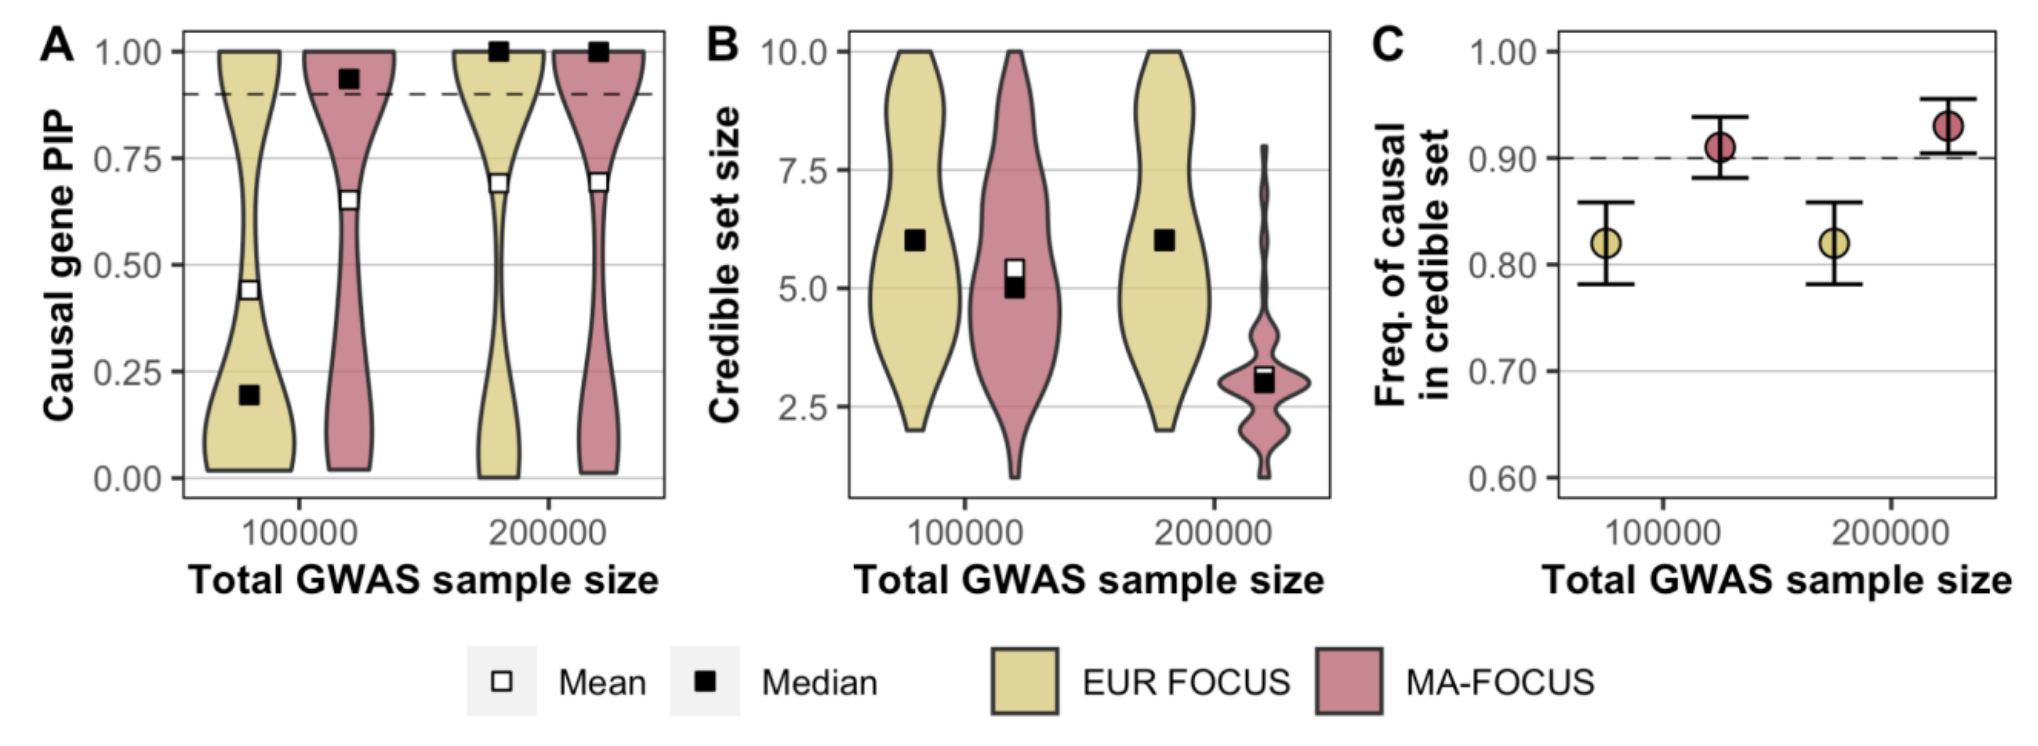 A
1.00
0.75
0.50
0.25
0.00
Causal gene PIP
100000
200000
Total GWAS sample size
B
10.0
7.5
5.0
2.5
Credible set size
100000
200000
Total GWAS sample size
C
1.00
0.90
0.80
0.70
0.60
Freq. of causal
in credible set
100000
200000
Total GWAS sample size
Mean
Median
EUR FOCUS
MA-FOCUS